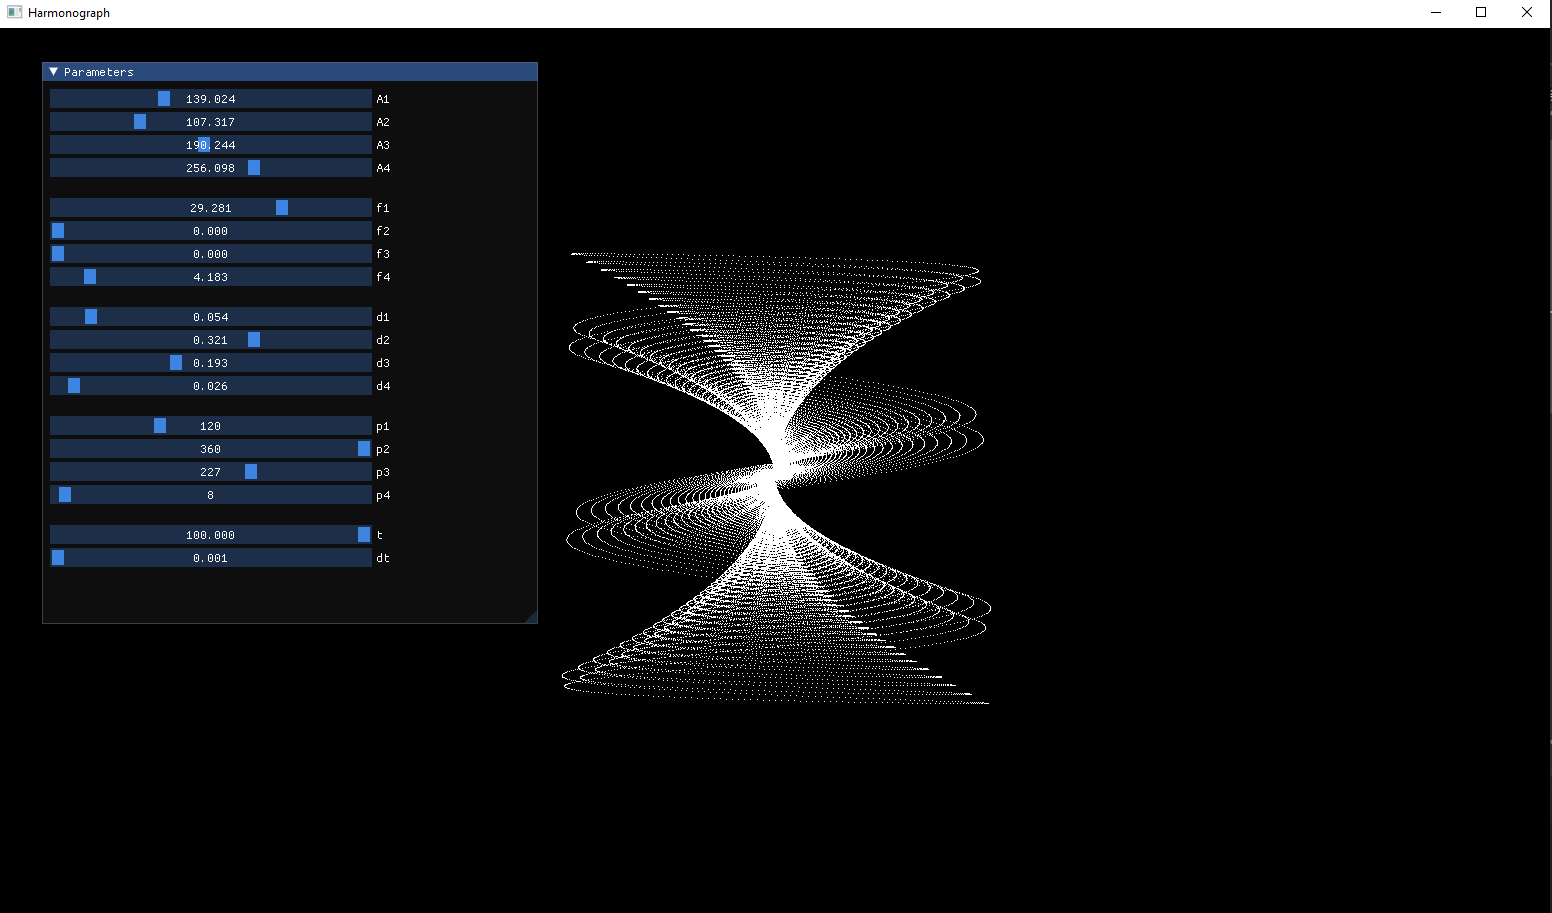 Harmonograph
Parameters
139.024 A1
107.317 A2
190.244 A3
256.098 A4
29.281 f1
0.000 f2
0.000 f3
4.183 f4
0.054 d1
0.321 d2
0.193 d3
0.026 d4
120 p1
360 p2
227 p3
8 p4
100.000 t
0.001 dt